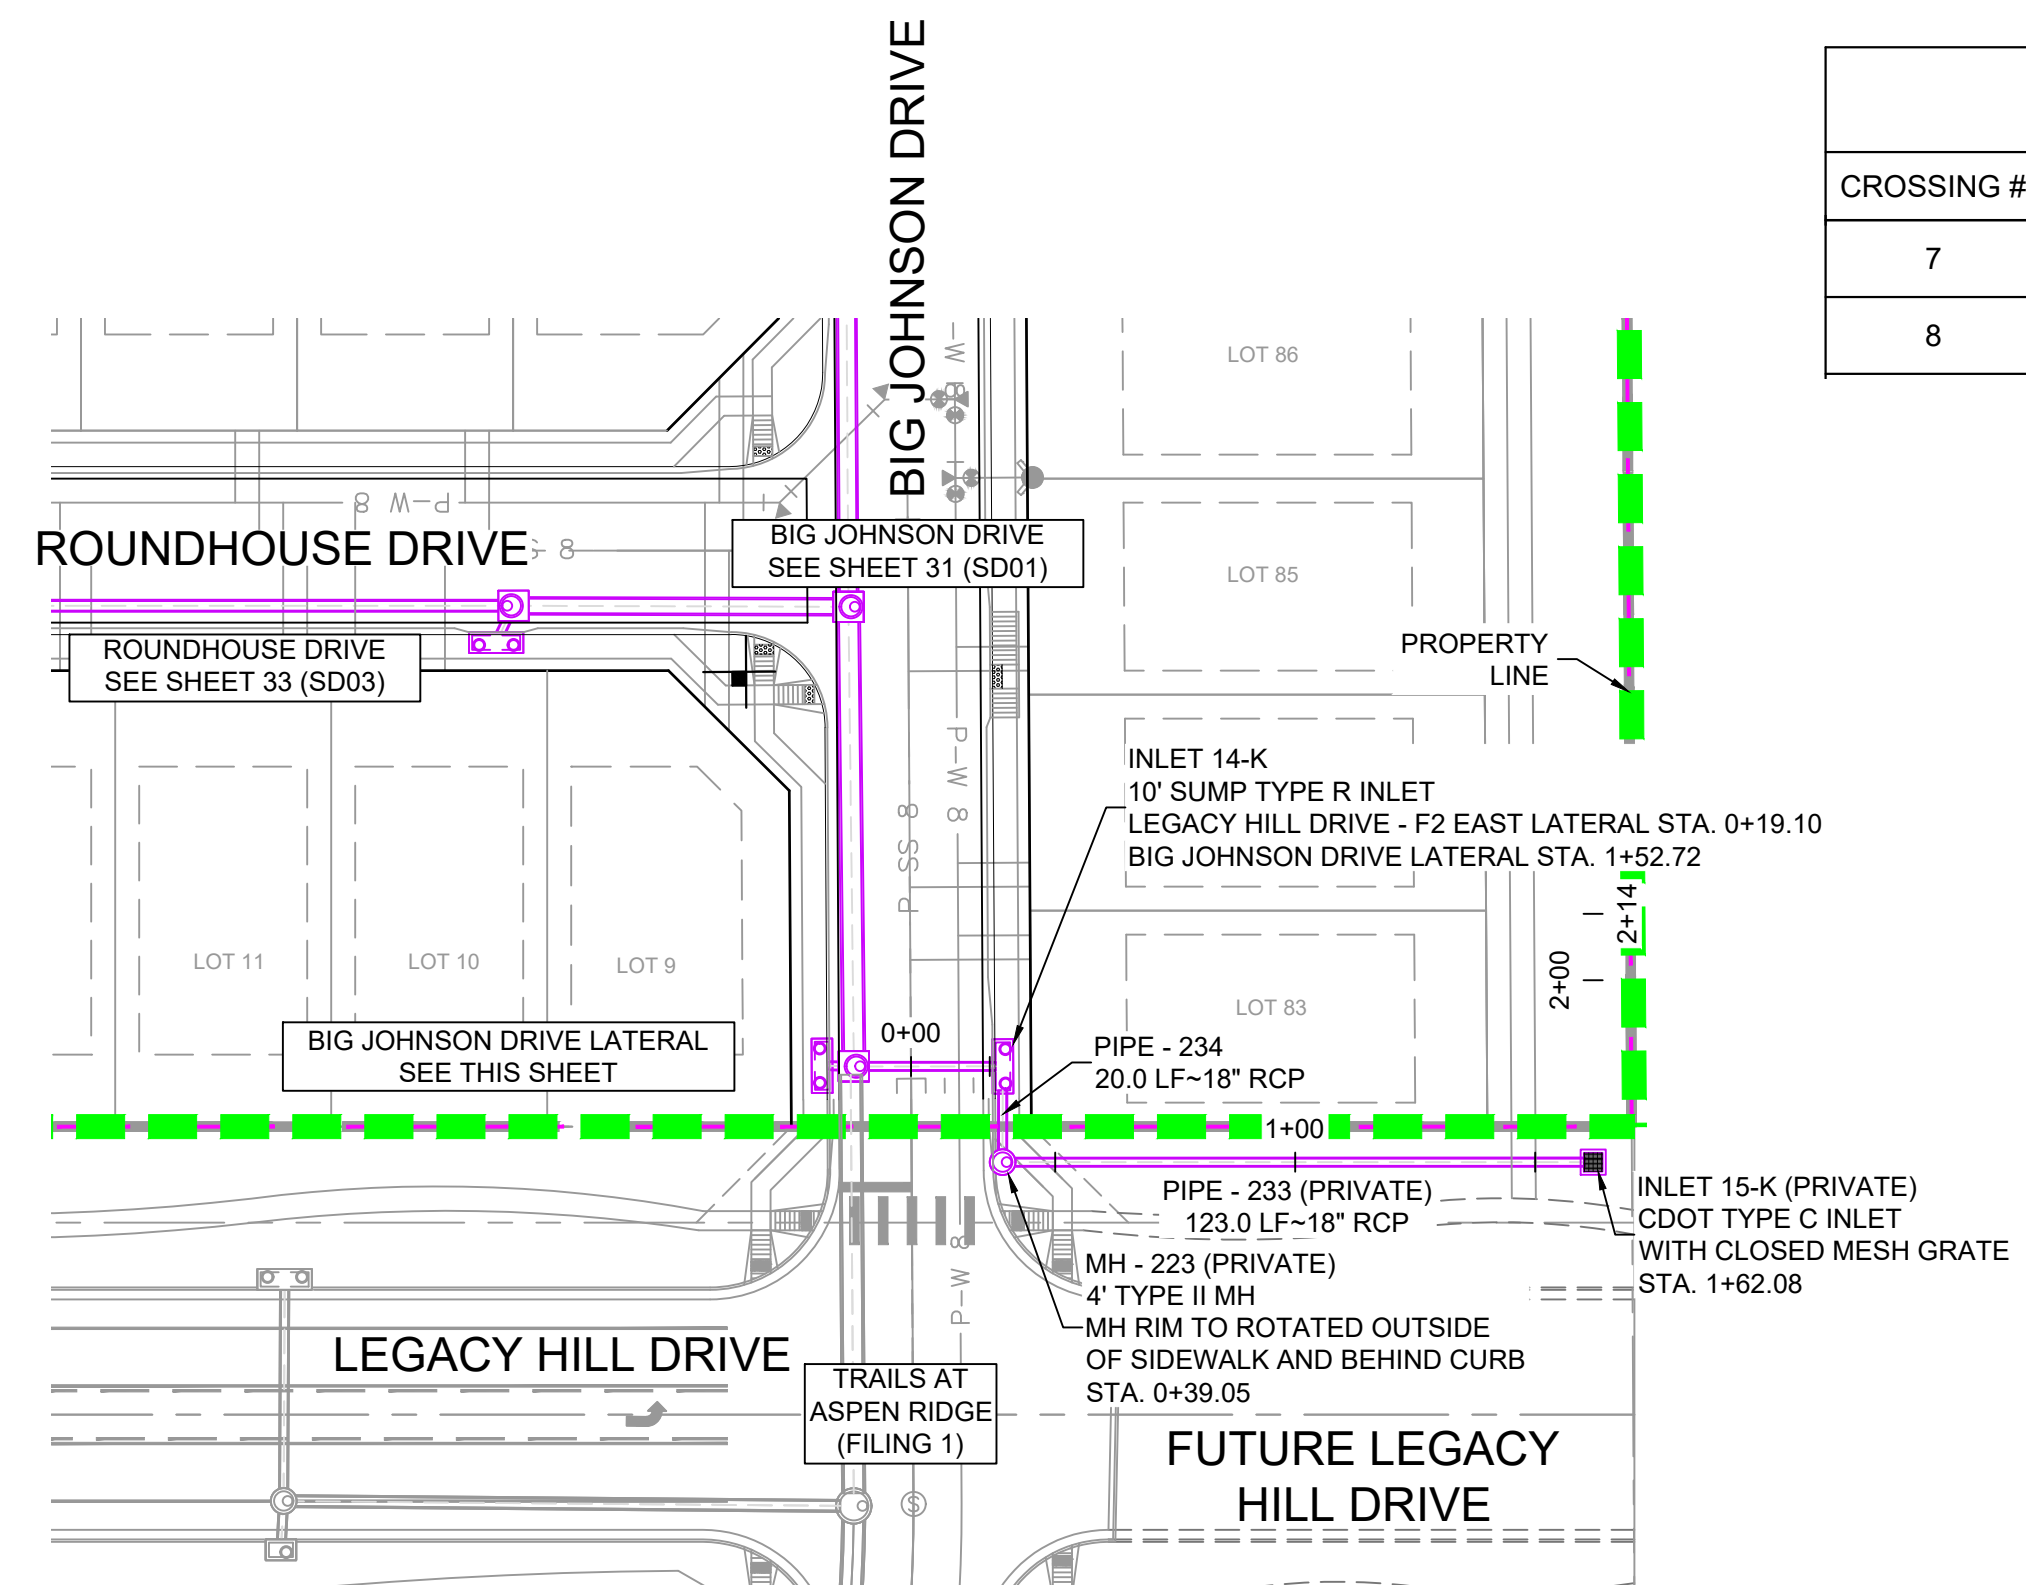 BIG JOHNSON DRIVE
CROSSING #
7
8
LOT 86
P-W 8
ROUNDHOUSE DRIVE
8
BIG JOHNSON DRIVE
SEE SHEET 31 (SD01)
LOT 85
ROUNDHOUSE DRIVE
SEE SHEET 33 (SD03)
PROPERTY
LINE
P-W 8
INLET 14-K
10' SUMP TYPE R INLET
LEGACY HILL DRIVE - F2 EAST LATERAL STA. 0+19.10
BIG JOHNSON DRIVE LATERAL STA. 1+52.72
P SS 8
2+14
2+00
LOT 11
LOT 10
LOT 9
LOT 83
BIG JOHNSON DRIVE LATERAL
SEE THIS SHEET
0+00
PIPE - 234
20.0 LF~18" RCP
1+00
PIPE - 233 (PRIVATE)
123.0 LF~18" RCP
INLET 15-K (PRIVATE)
CDOT TYPE C INLET
WITH CLOSED MESH GRATE
STA. 1+62.08
MH - 223 (PRIVATE)
4' TYPE II MH
MH RIM TO ROTATED OUTSIDE
OF SIDEWALK AND BEHIND CURB
STA. 0+39.05
P-W 8
LEGACY HILL DRIVE
TRAILS AT
ASPEN RIDGE
(FILING 1)
FUTURE LEGACY
HILL DRIVE
S